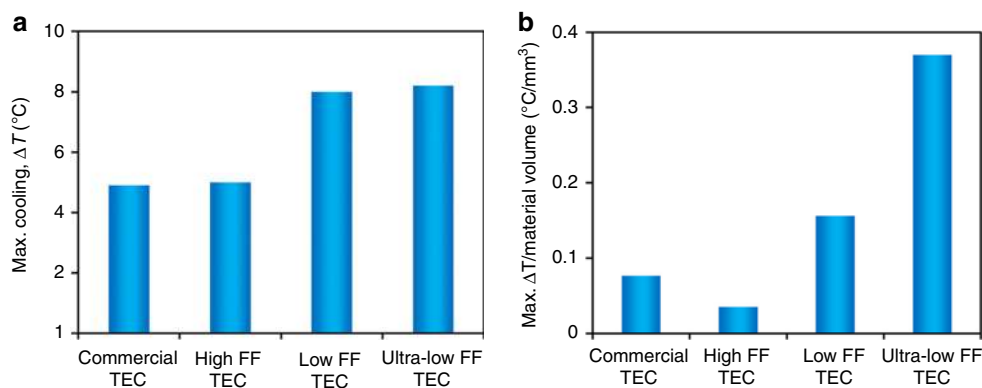 a
Max. cooling, ΔT (°C)
10
8
6
4
2
1
Commercial TEC
High FF TEC
Low FF TEC
Ultra-low FF TEC
b
Max. ΔT/material volume (°C/mm³)
0.4
0.3
0.2
0.1
0
Commercial TEC
High FF TEC
Low FF TEC
Ultra-low FF TEC